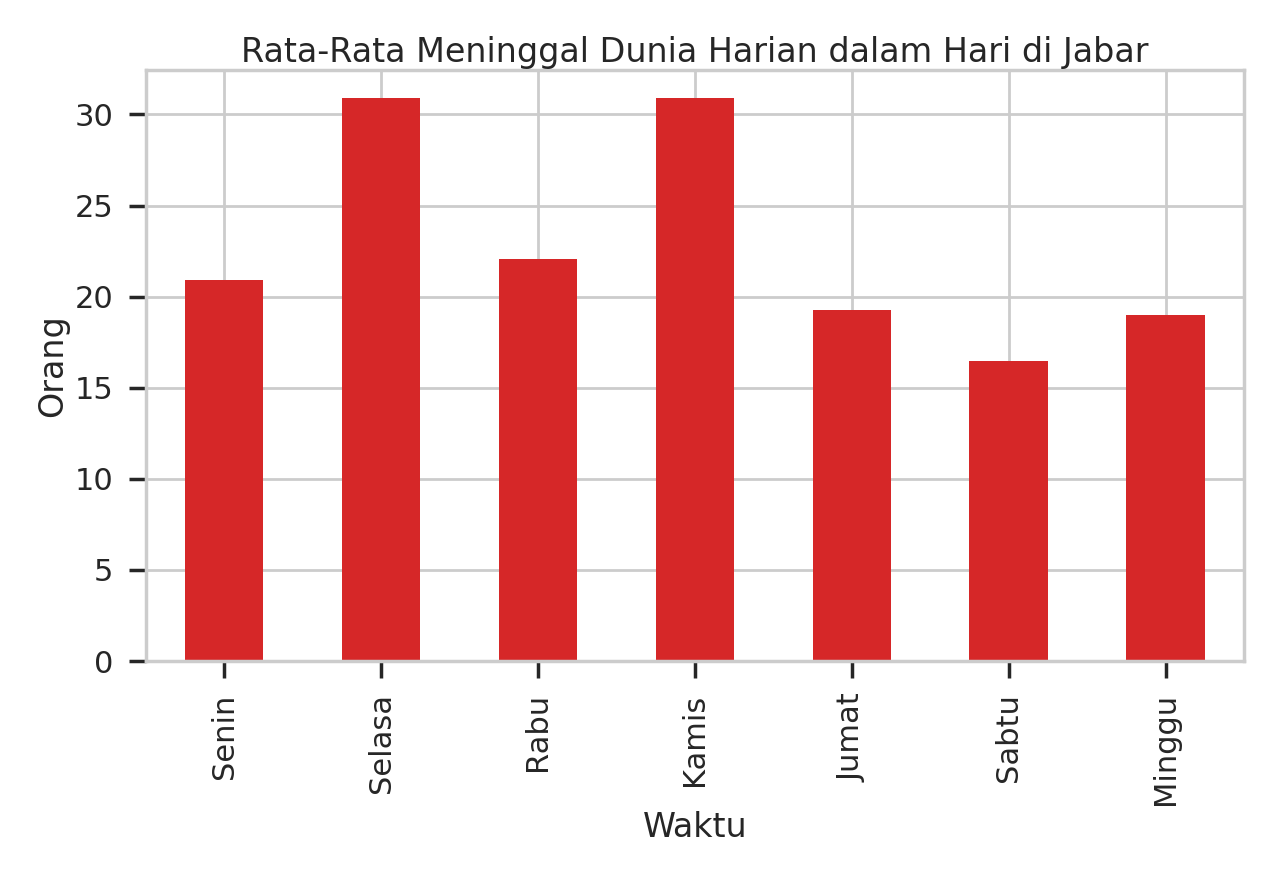 Rata-Rata Meninggal Dunia Harian dalam Hari di Jabar
30
25
20
15
10
5
0
Orang
Senin
Selasa
Rabu
Kamis
Jumat
Sabtu
Minggu
Waktu